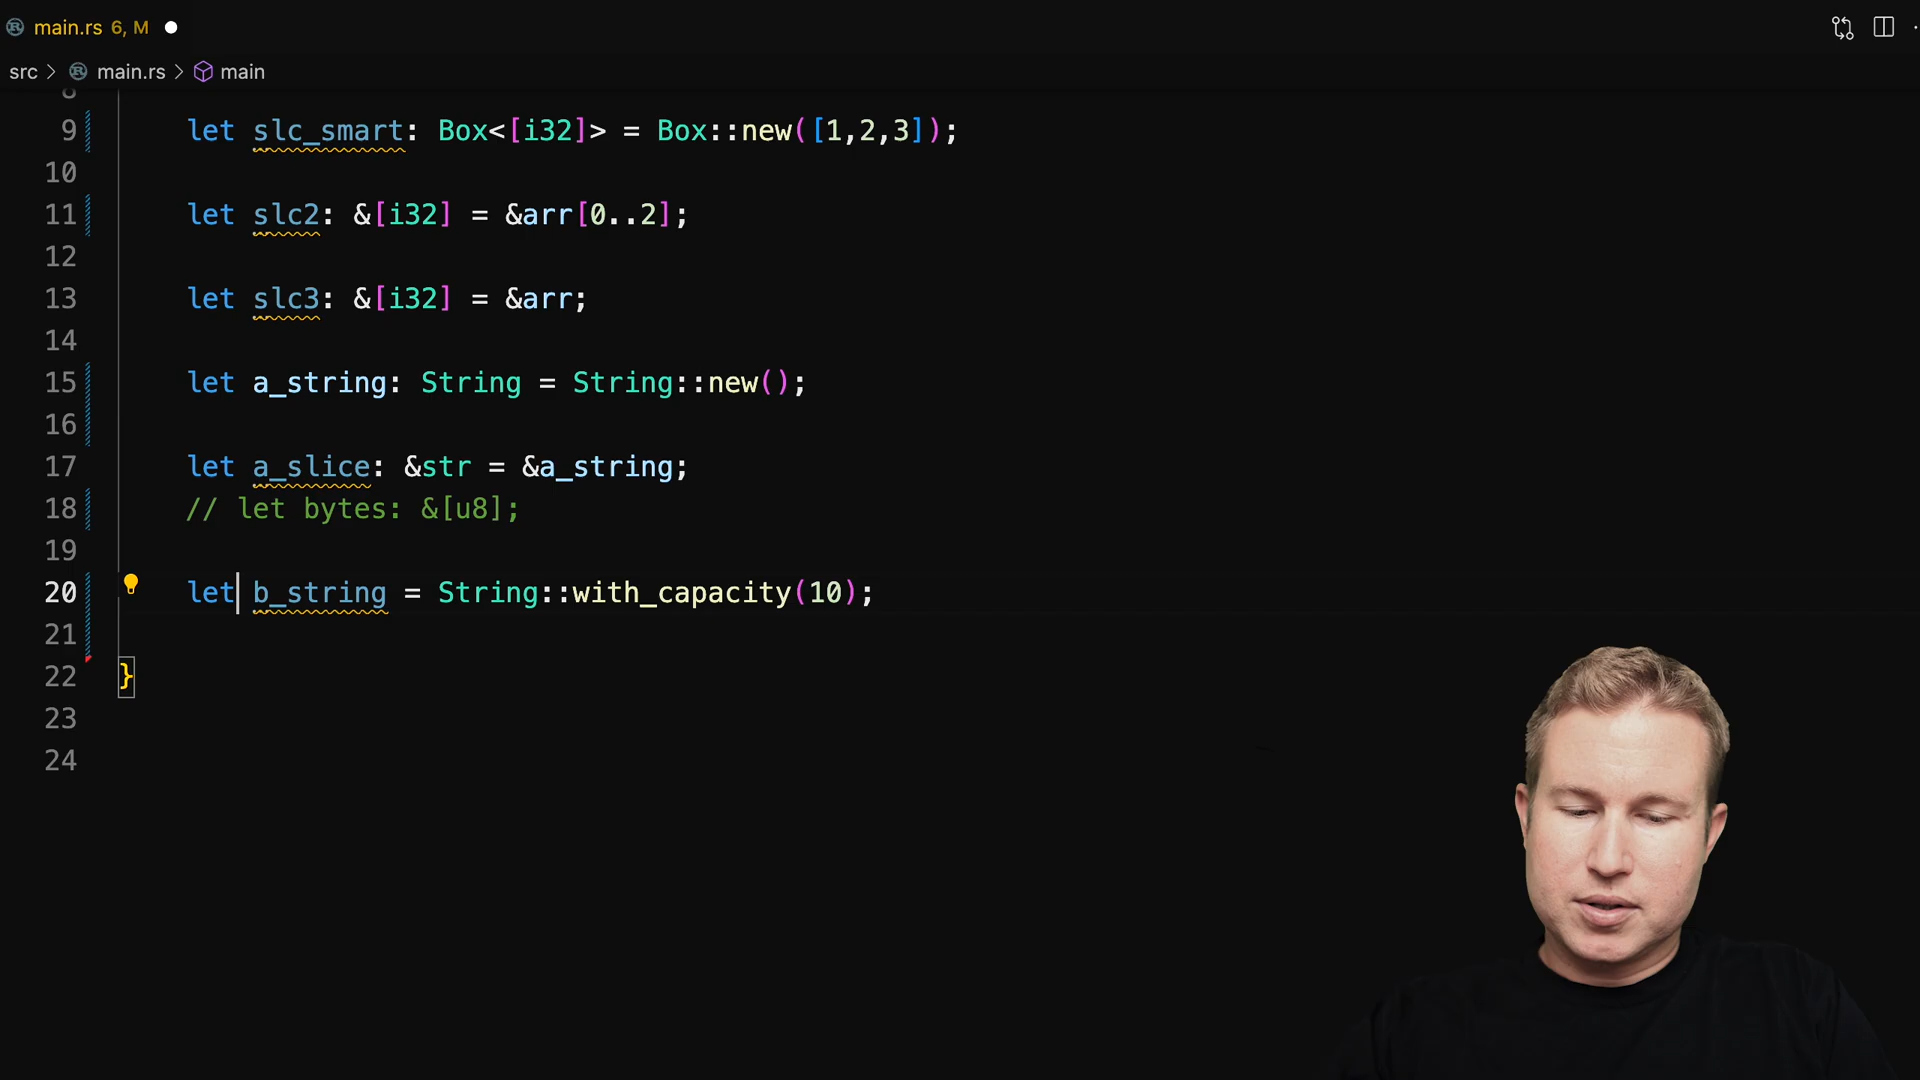 main.rs 6, M
src > main.rs > main
8
9 let slc_smart: Box<[i32]> = Box::new([1,2,3]);
10
11 let slc2: &[i32] = &arr[0..2];
12
13 let slc3: &[i32] = &arr;
14
15 let a_string: String = String::new();
16
17 let a_slice: &str = &a_string;
18 // let bytes: &[u8];
19
20 let b_string = String::with_capacity(10);
21
22 }
23
24